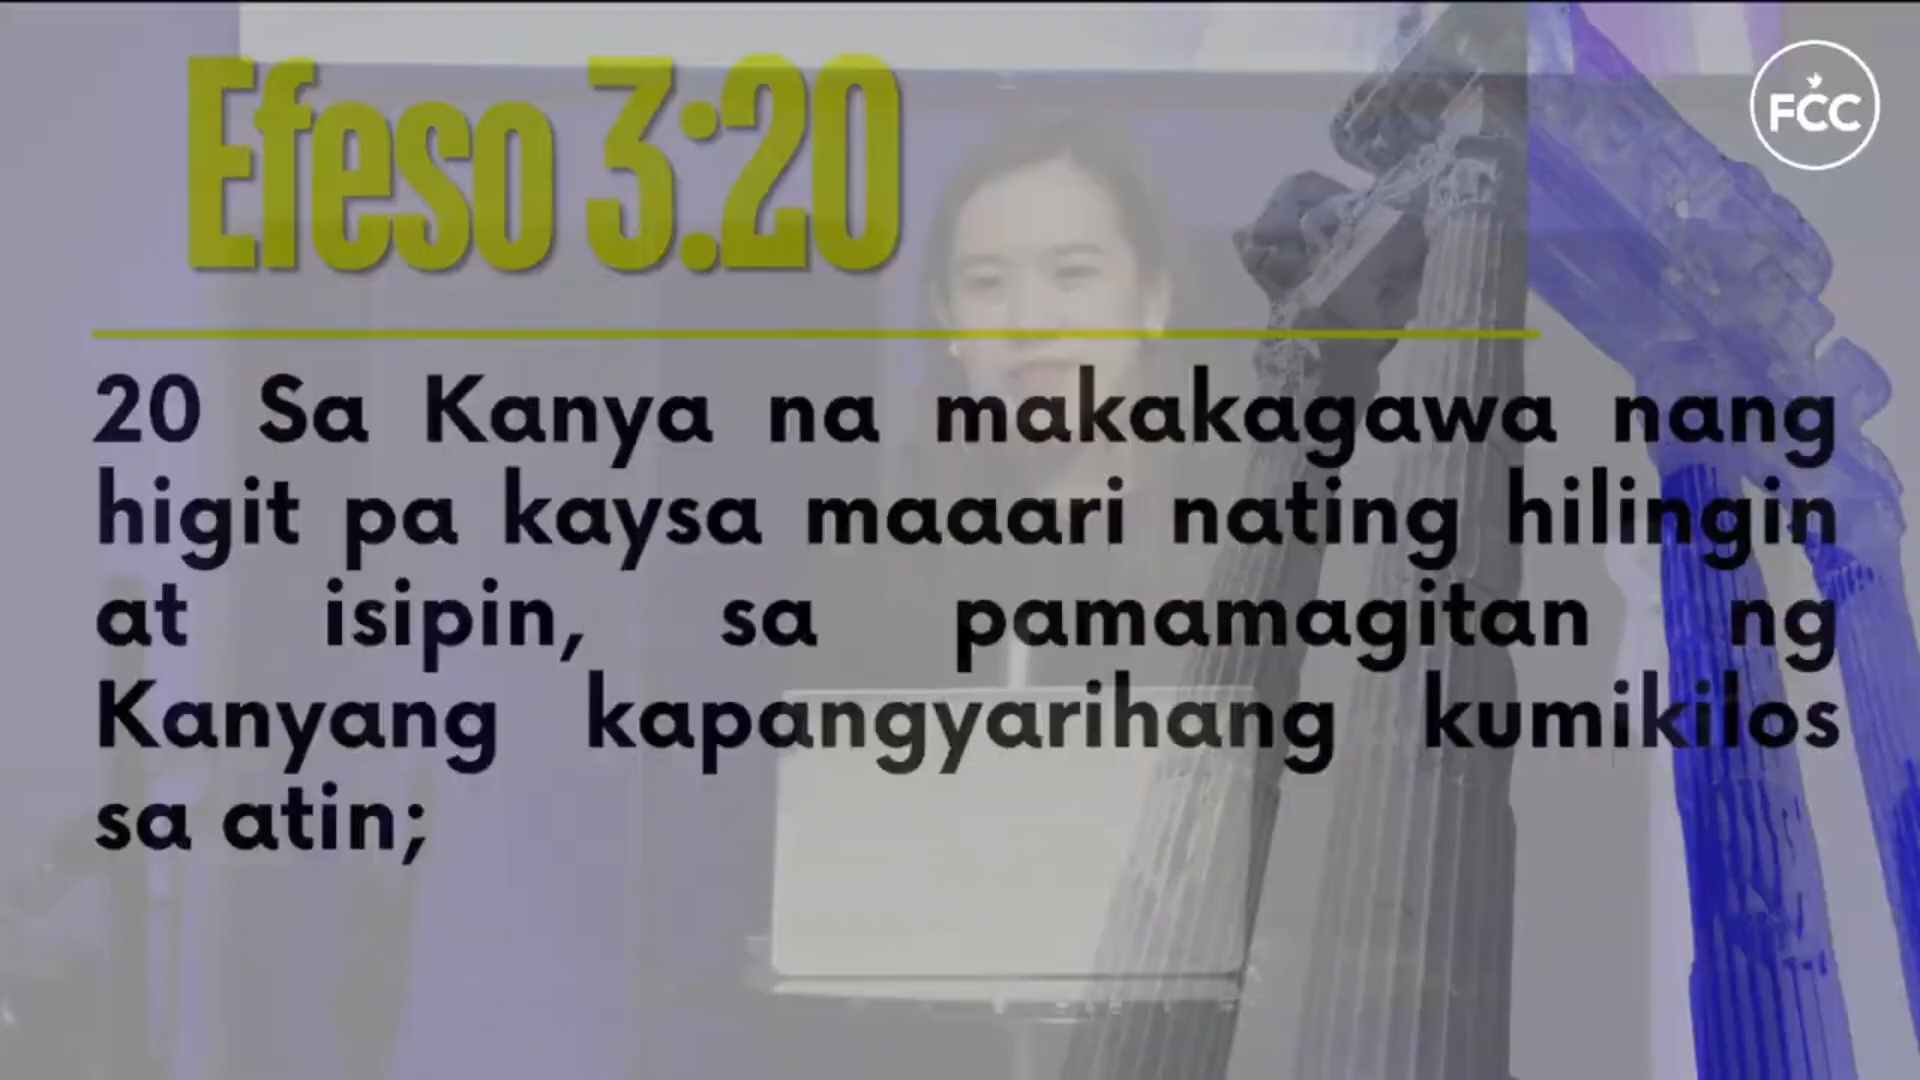 Efeso 3:20
FCC
20 Sa Kanya na makakagawa nang
higit pa kaysa maaari nating hilingin
at isipin, sa pamamagitan ng
Kanyang kapangyarihang kumikilos
sa atin;